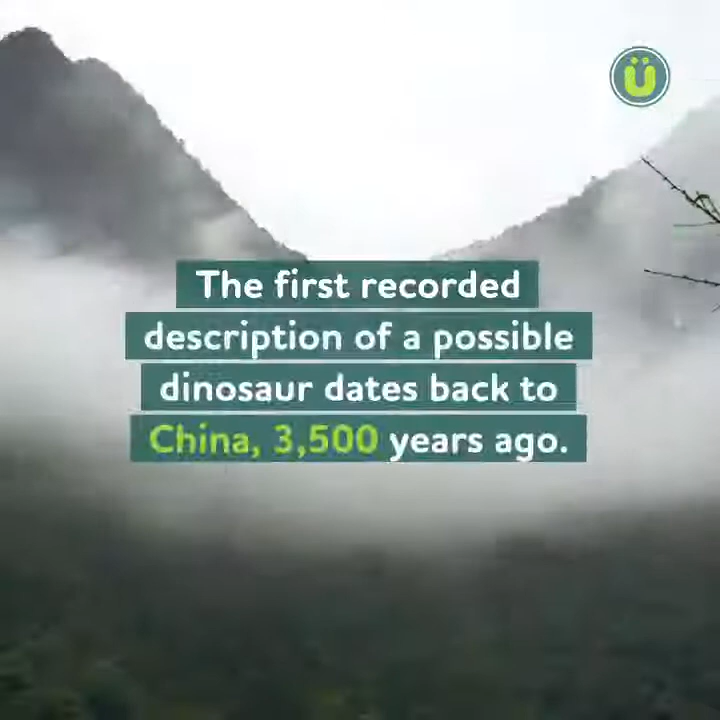 ü
The first recorded
description of a possible
dinosaur dates back to
China, 3,500 years ago.